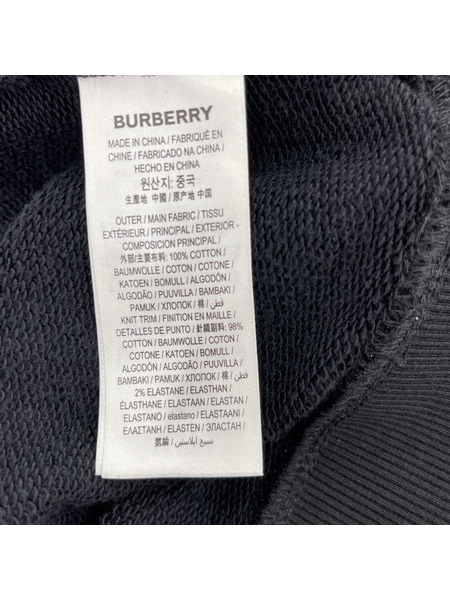 BURBERRY
MADE IN CHINA / FABRIQUÉ EN
CHINE / FABRICADO NA CHINA /
HECHO EN CHINA
원산지: 중국
生產地: 中國 / 原产地 中国
OUTER / MAIN FABRIC / TISSU
EXTÉRIEUR / PRINCIPAL / EXTERIOR -
COMPOSICION PRINCIPAL /
外部/主要布料: 100% COTTON /
BAUMWOLLE / COTON / COTONE /
KATOEN / BOMULL / ALGODÓN /
ALGODÃO / PUUVILLA / BAMBAKI /
PAMUK / ХЛОПОК / 棉 / قطن /
KNIT TRIM / FINITION EN MAILLE /
DETALLES DE PUNTO / 針織副料: 98%
COTTON / BAUMWOLLE / COTON /
COTONE / KATOEN / BOMULL /
ALGODÓN / ALGODÃO / PUUVILLA /
BAMBAKI / PAMUK / ХЛОПОК / 棉 / قطن /
2% ELASTANE / ELASTHAN /
ÉLASTHANE / ELASTAAN / ELASTAN /
ELASTANO / elastano / ELASTAANI /
ΕΛΑΣΤΑΝΗ / ELASTEN / ЭЛАСТАН /
氨綸 / نسيج إيلاستين /